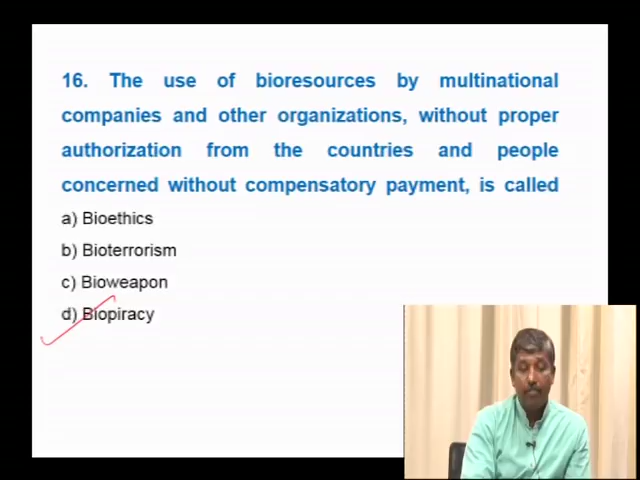 16. The use of bioresources by multinational
companies and other organizations, without proper
authorization from the countries and people
concerned without compensatory payment, is called
a) Bioethics
b) Bioterrorism
c) Bioweapon
d) Biopiracy